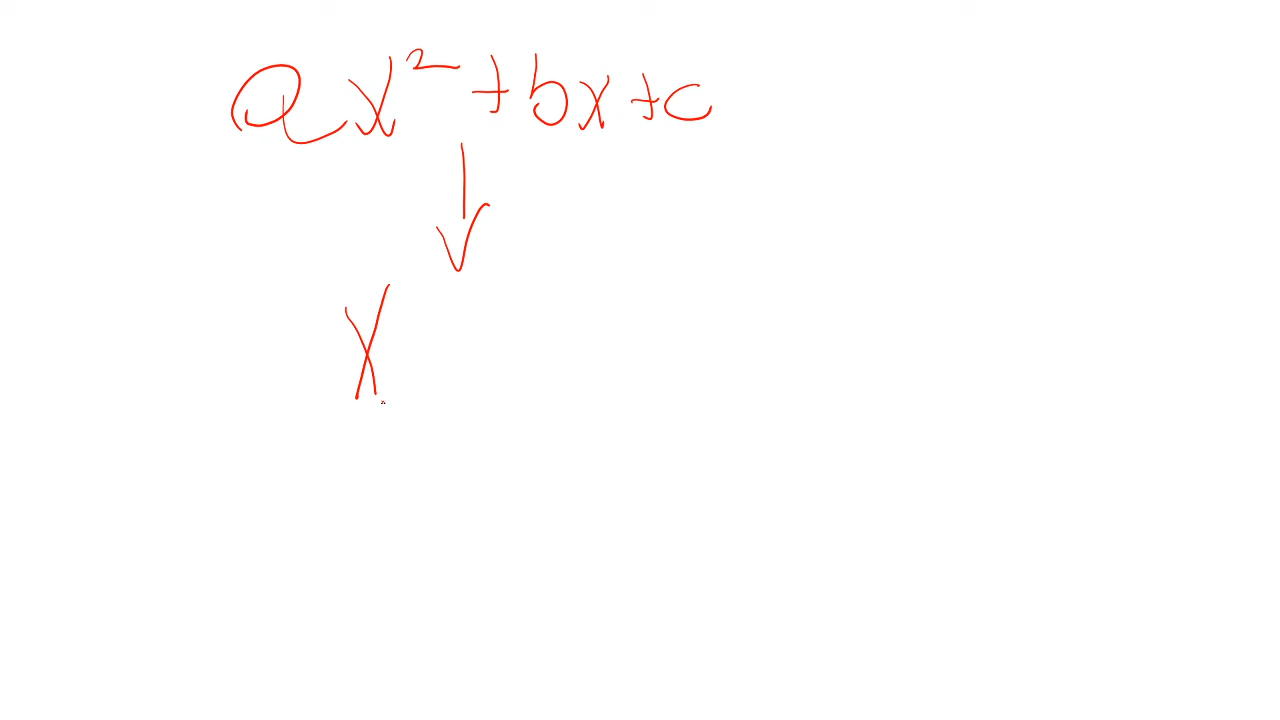 ax² + bx + c
x